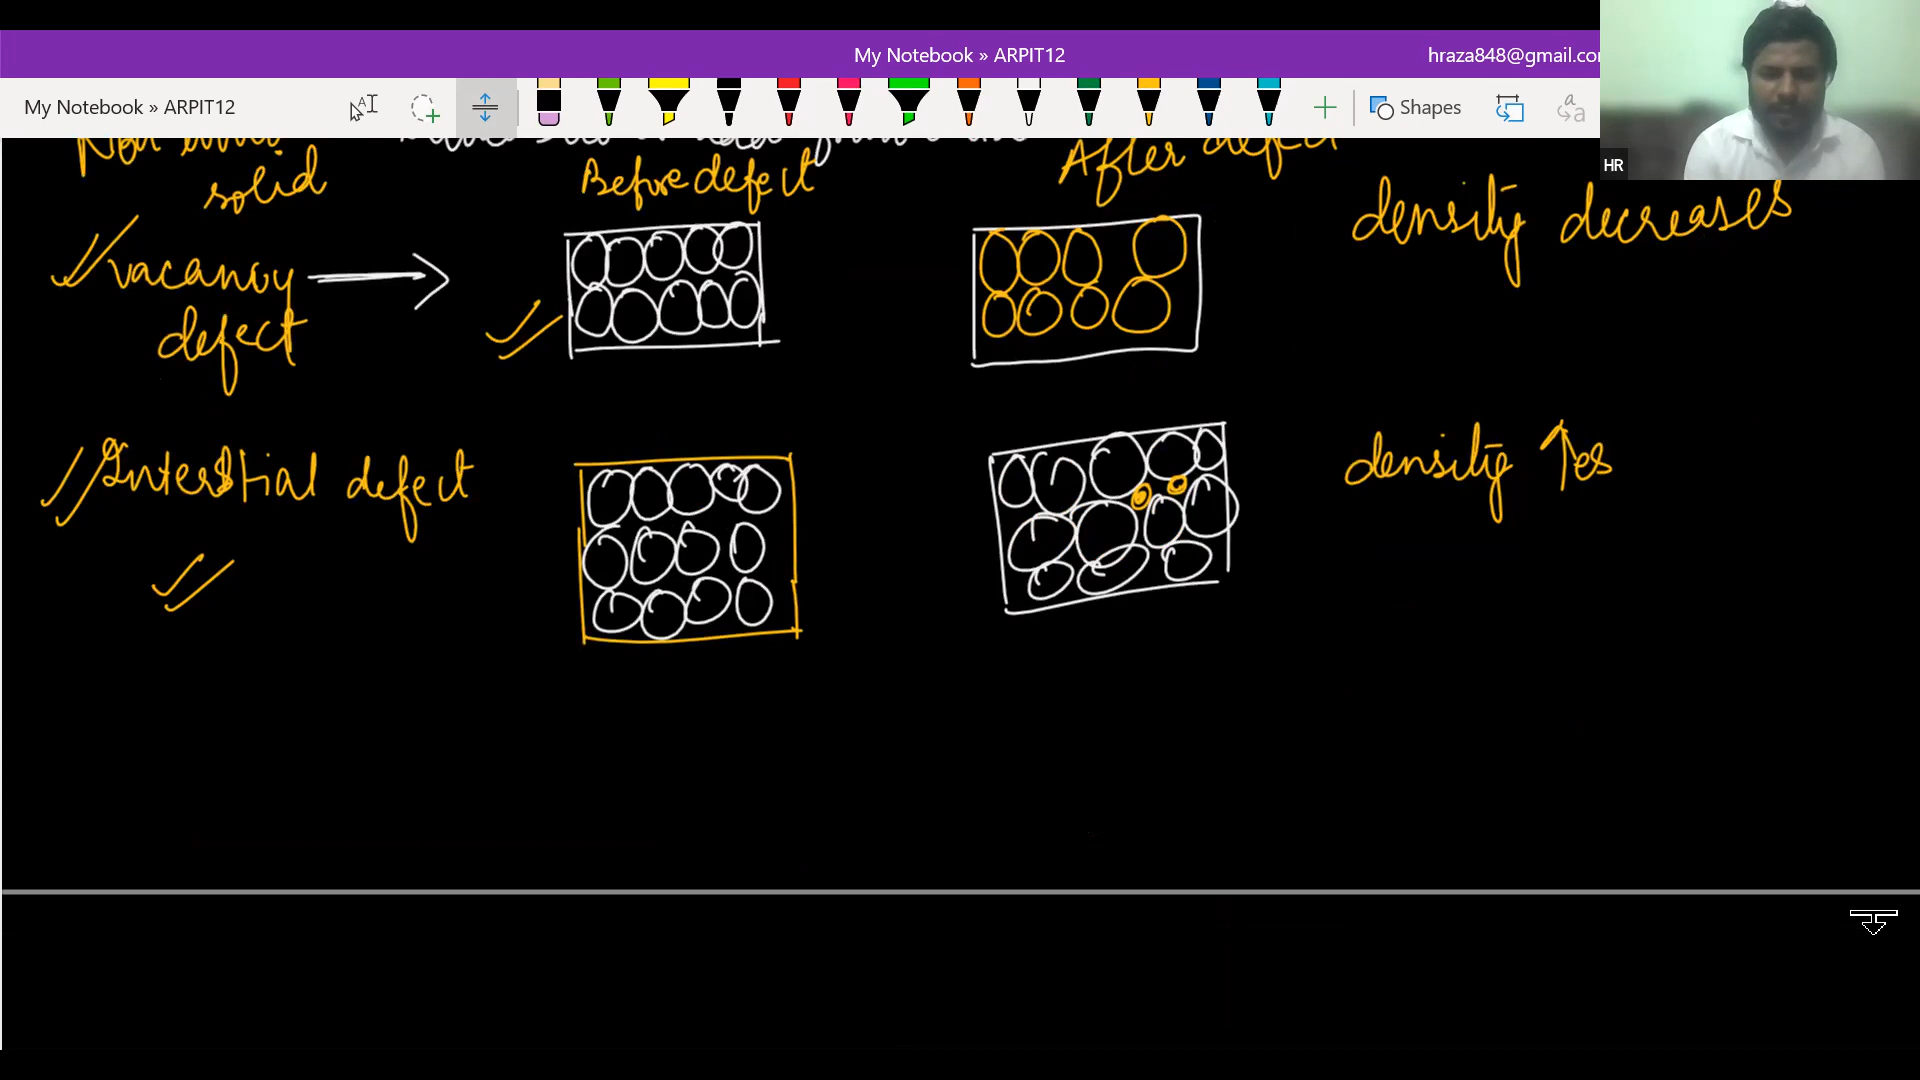 My Notebook » ARPIT12
hraza848@gmail.co
My Notebook » ARPIT12
Shapes
HR
solid
Before defect
After defect
density decreases
vacancy
defect
Interstial defect
density ↑es